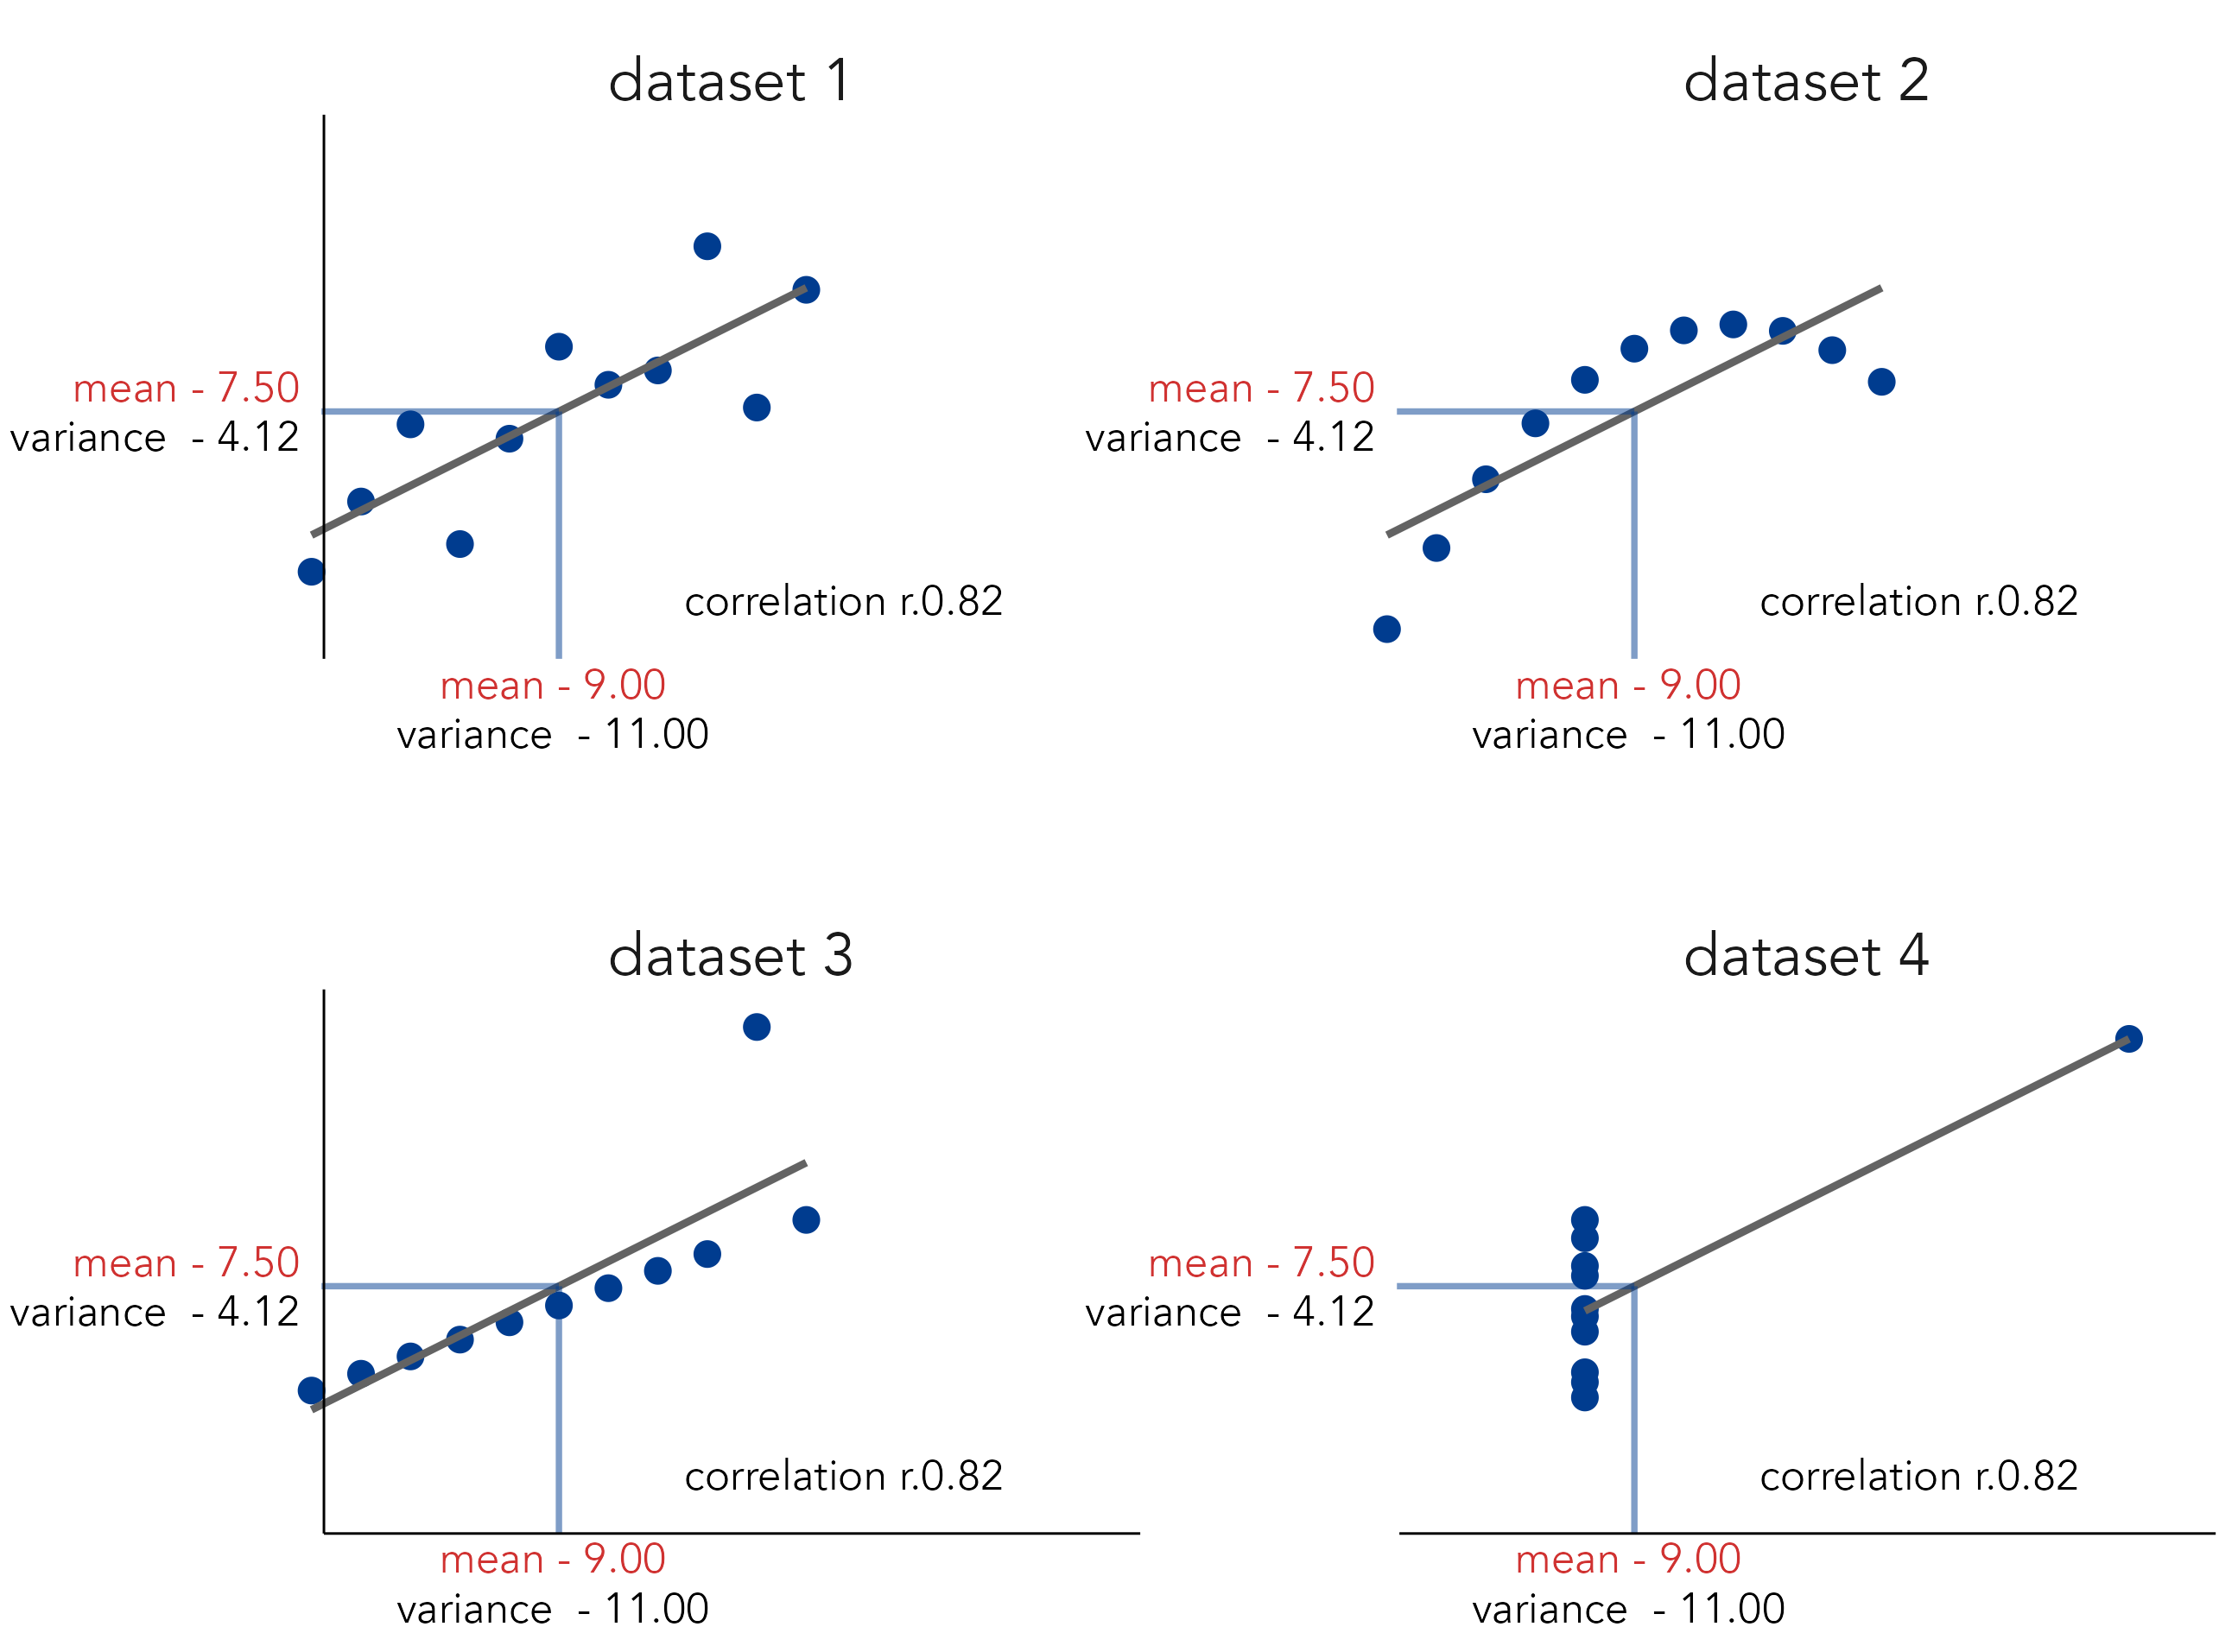 dataset 1
mean - 7.50
variance  - 4.12
correlation r.0.82
mean - 9.00
variance  - 11.00
dataset 2
mean - 7.50
variance  - 4.12
correlation r.0.82
mean - 9.00
variance  - 11.00
dataset 3
mean - 7.50
variance  - 4.12
correlation r.0.82
mean - 9.00
variance  - 11.00
dataset 4
mean - 7.50
variance  - 4.12
correlation r.0.82
mean - 9.00
variance  - 11.00